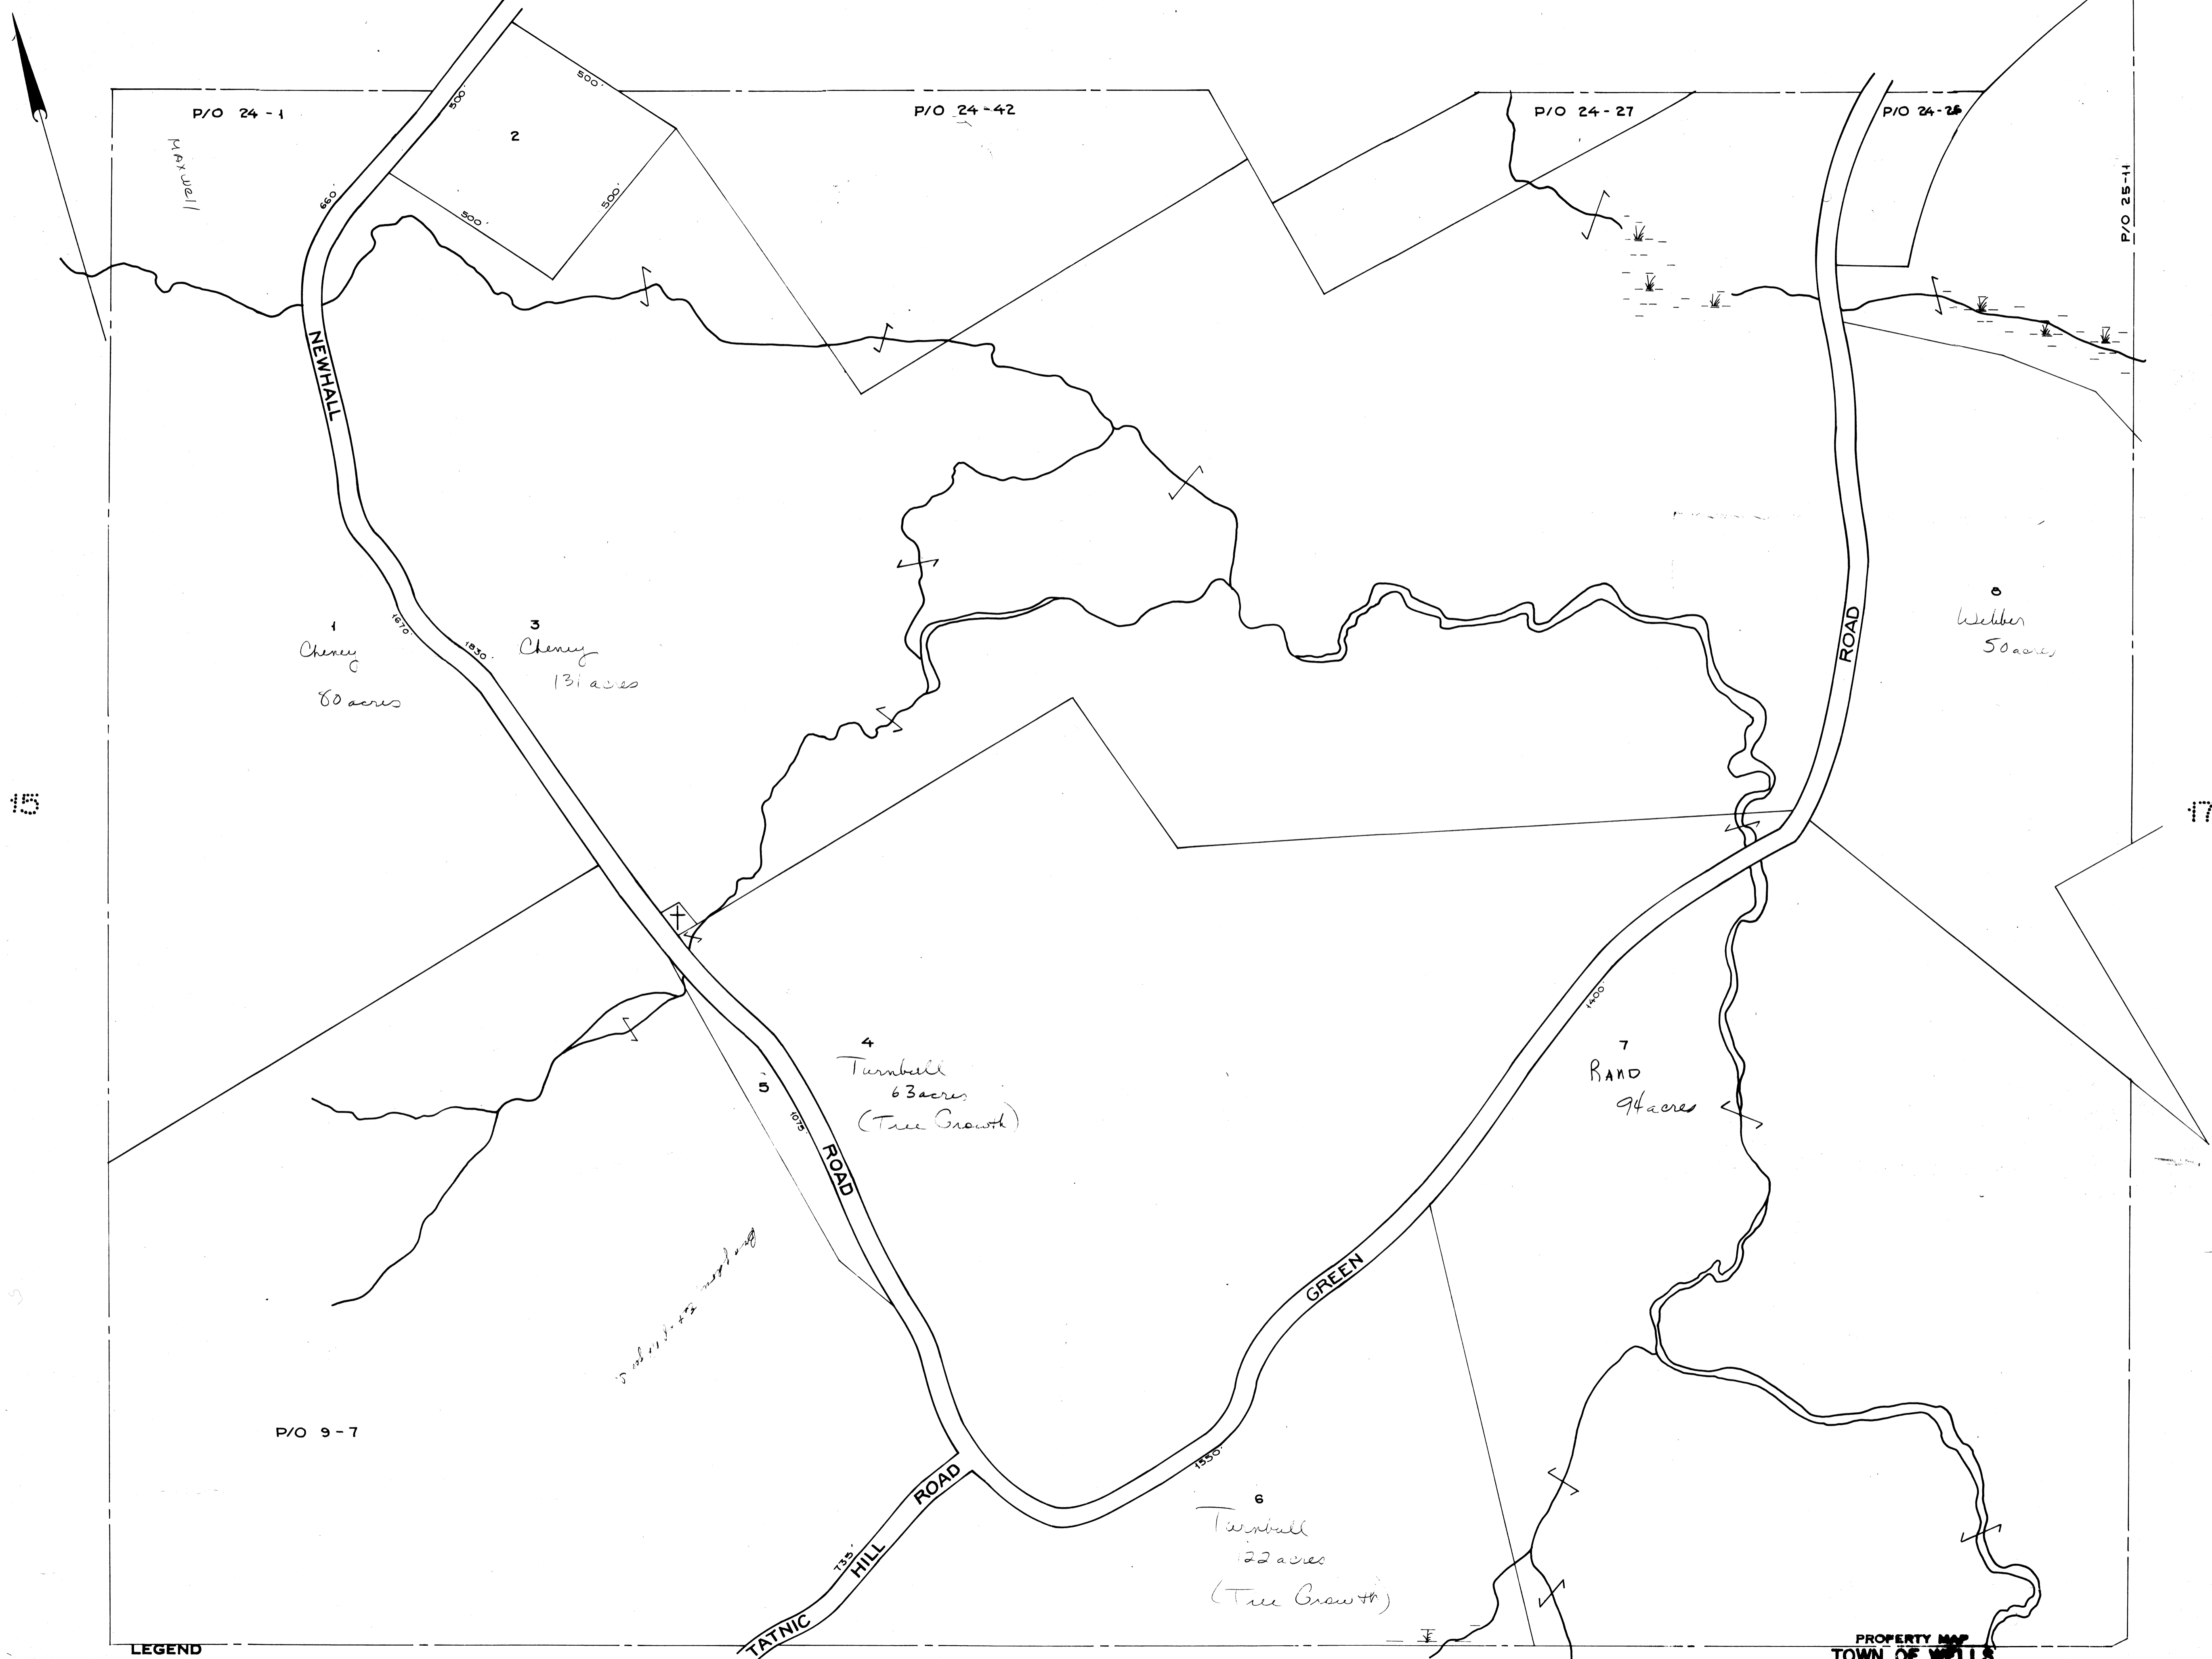 P/O 24-1
P/O 24-42
P/O 24-27
P/O 24-26
P/O 25-11
Maxwell
500'
500'
2
500'
500'
660'
NEWHALL
1
Cheney
80 acres
1670'
1830'
3
Cheney
131 acres
8
Webber
50 acres
ROAD
15
17
4
Turnbull
63 acres
(Tree Growth)
5
1075'
ROAD
1400'
7
RAND
94 acres
GREEN
P/O 9-7
1550'
ROAD
735'
HILL
TATNIC
6
Turnbull
122 acres
(Tree Growth)
LEGEND
PROPERTY MAP
TOWN OF WELLS